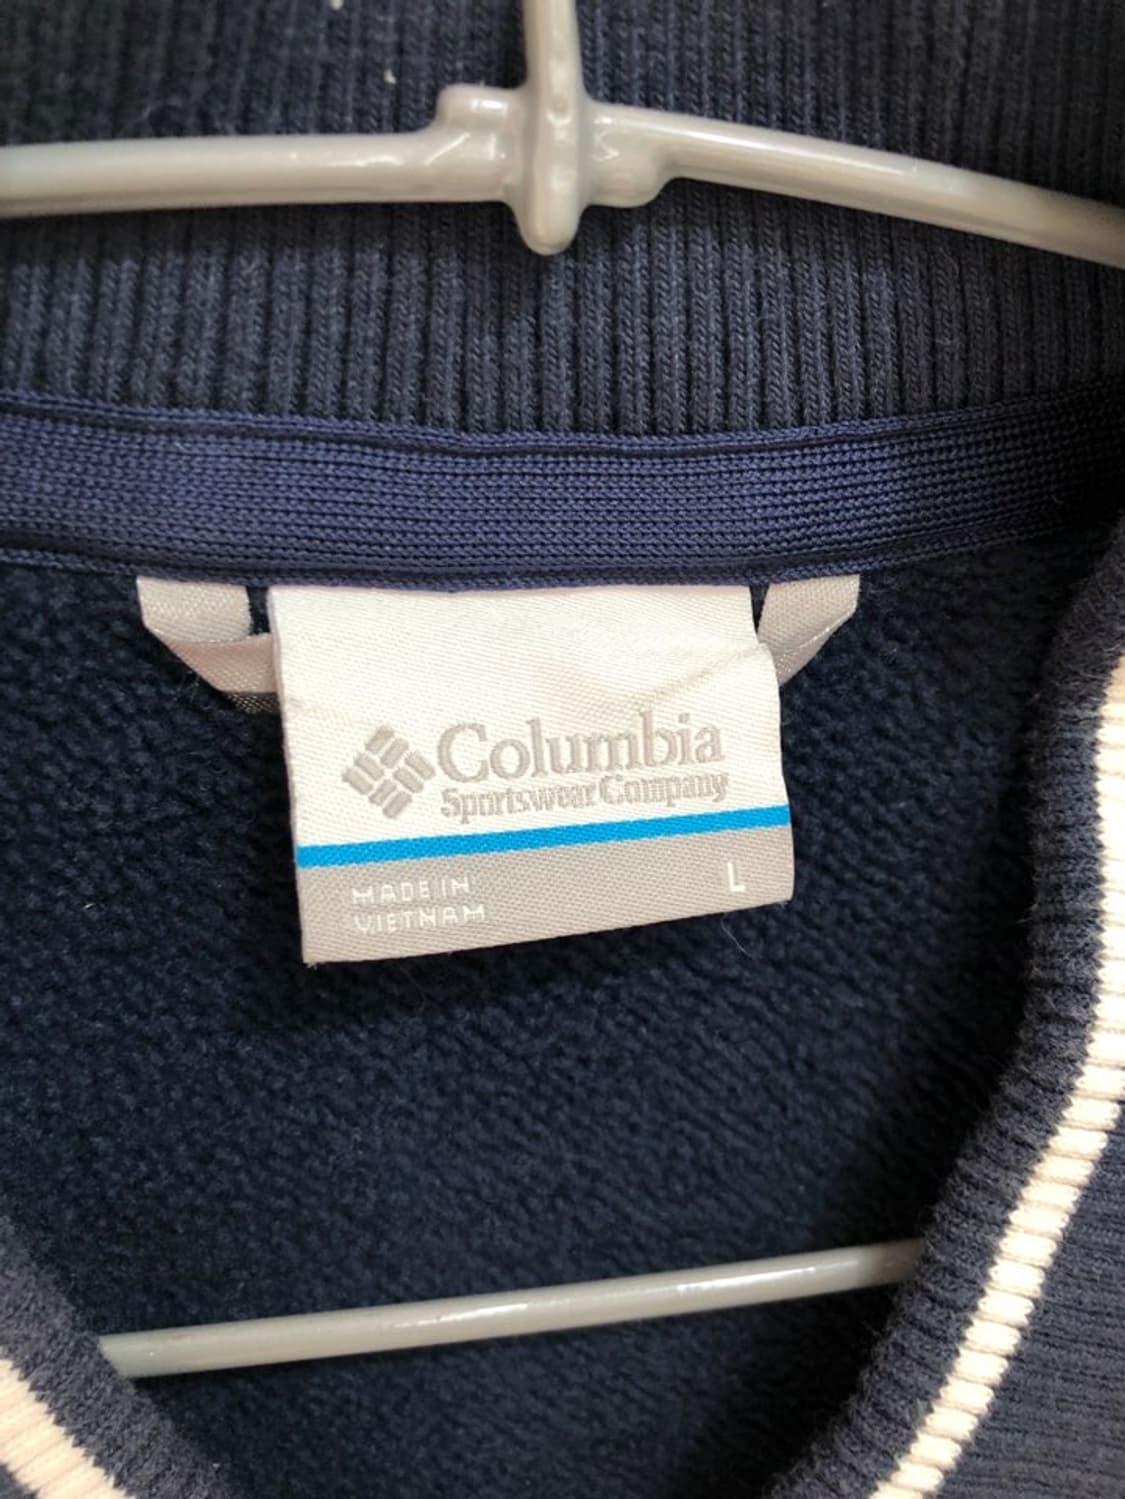 Columbia
Sportswear Company
MADE IN
VIETNAM
L